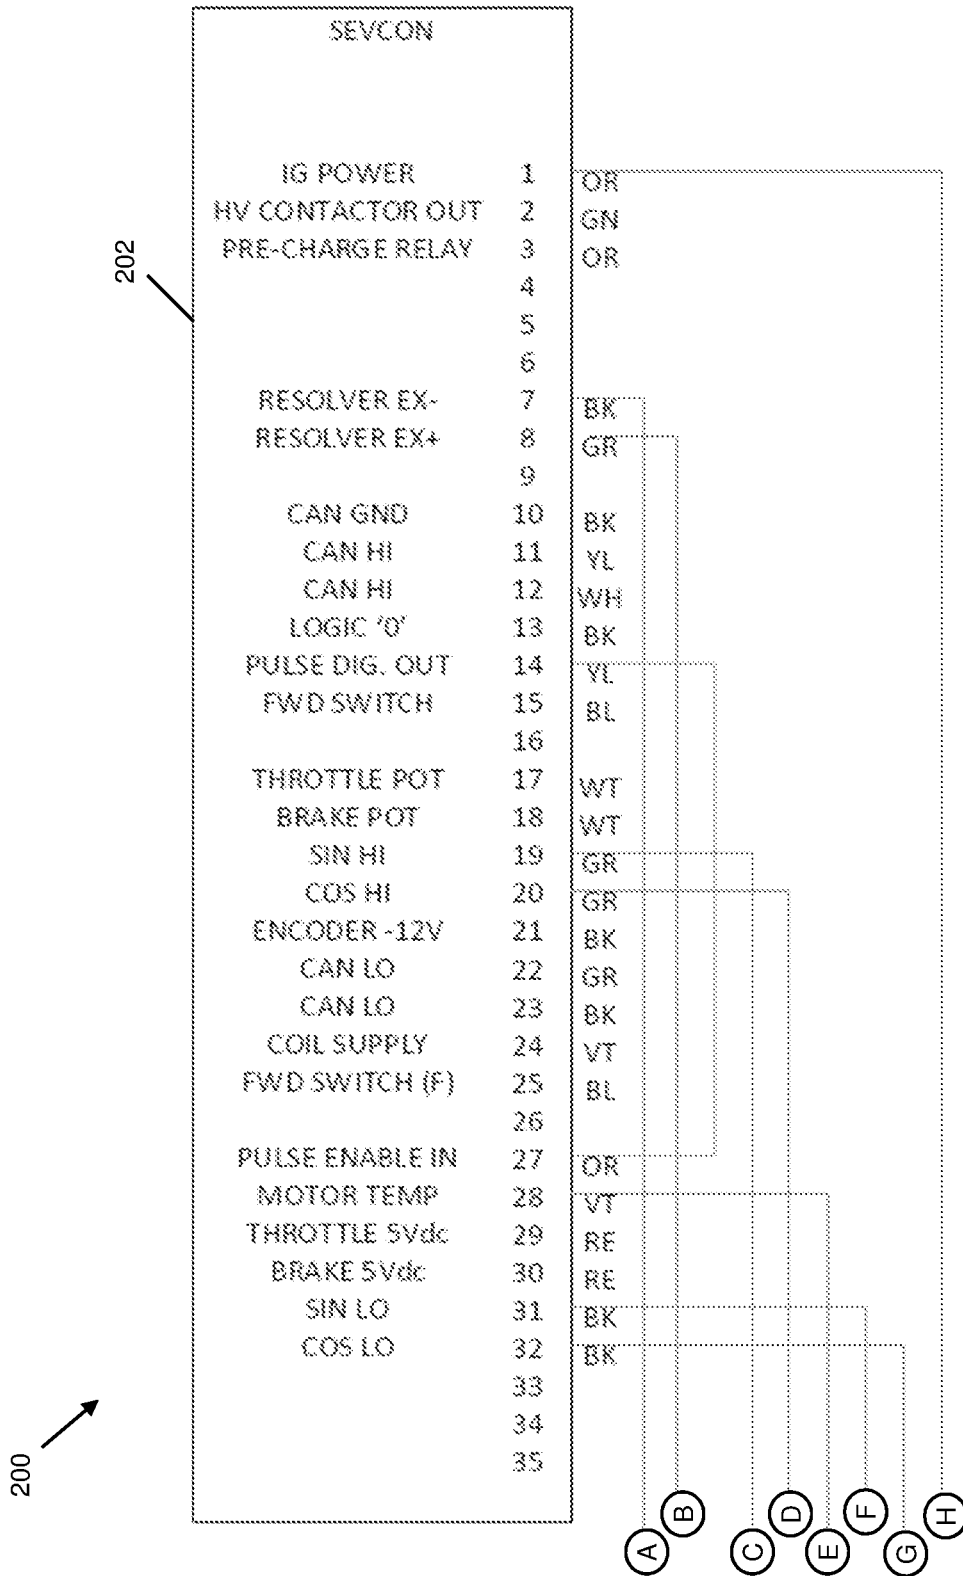 SEVCON
IG POWER 1 OR
HV CONTACTOR OUT 2 GN
PRE-CHARGE RELAY 3 OR
4
5
6
RESOLVER EX- 7 BK
RESOLVER EX+ 8 GR
9
CAN GND 10 BK
CAN HI 11 YL
CAN HI 12 WH
LOGIC '0' 13 BK
PULSE DIG. OUT 14 YL
FWD SWITCH 15 BL
16
THROTTLE POT 17 WT
BRAKE POT 18 WT
SIN HI 19 GR
COS HI 20 GR
ENCODER -12V 21 BK
CAN LO 22 GR
CAN LO 23 BK
COIL SUPPLY 24 VT
FWD SWITCH (F) 25 BL
26
PULSE ENABLE IN 27 OR
MOTOR TEMP 28 VT
THROTTLE 5Vdc 29 RE
BRAKE 5Vdc 30 RE
SIN LO 31 BK
COS LO 32 BK
33
34
35
202
200
A
B
C
D
E
F
G
H